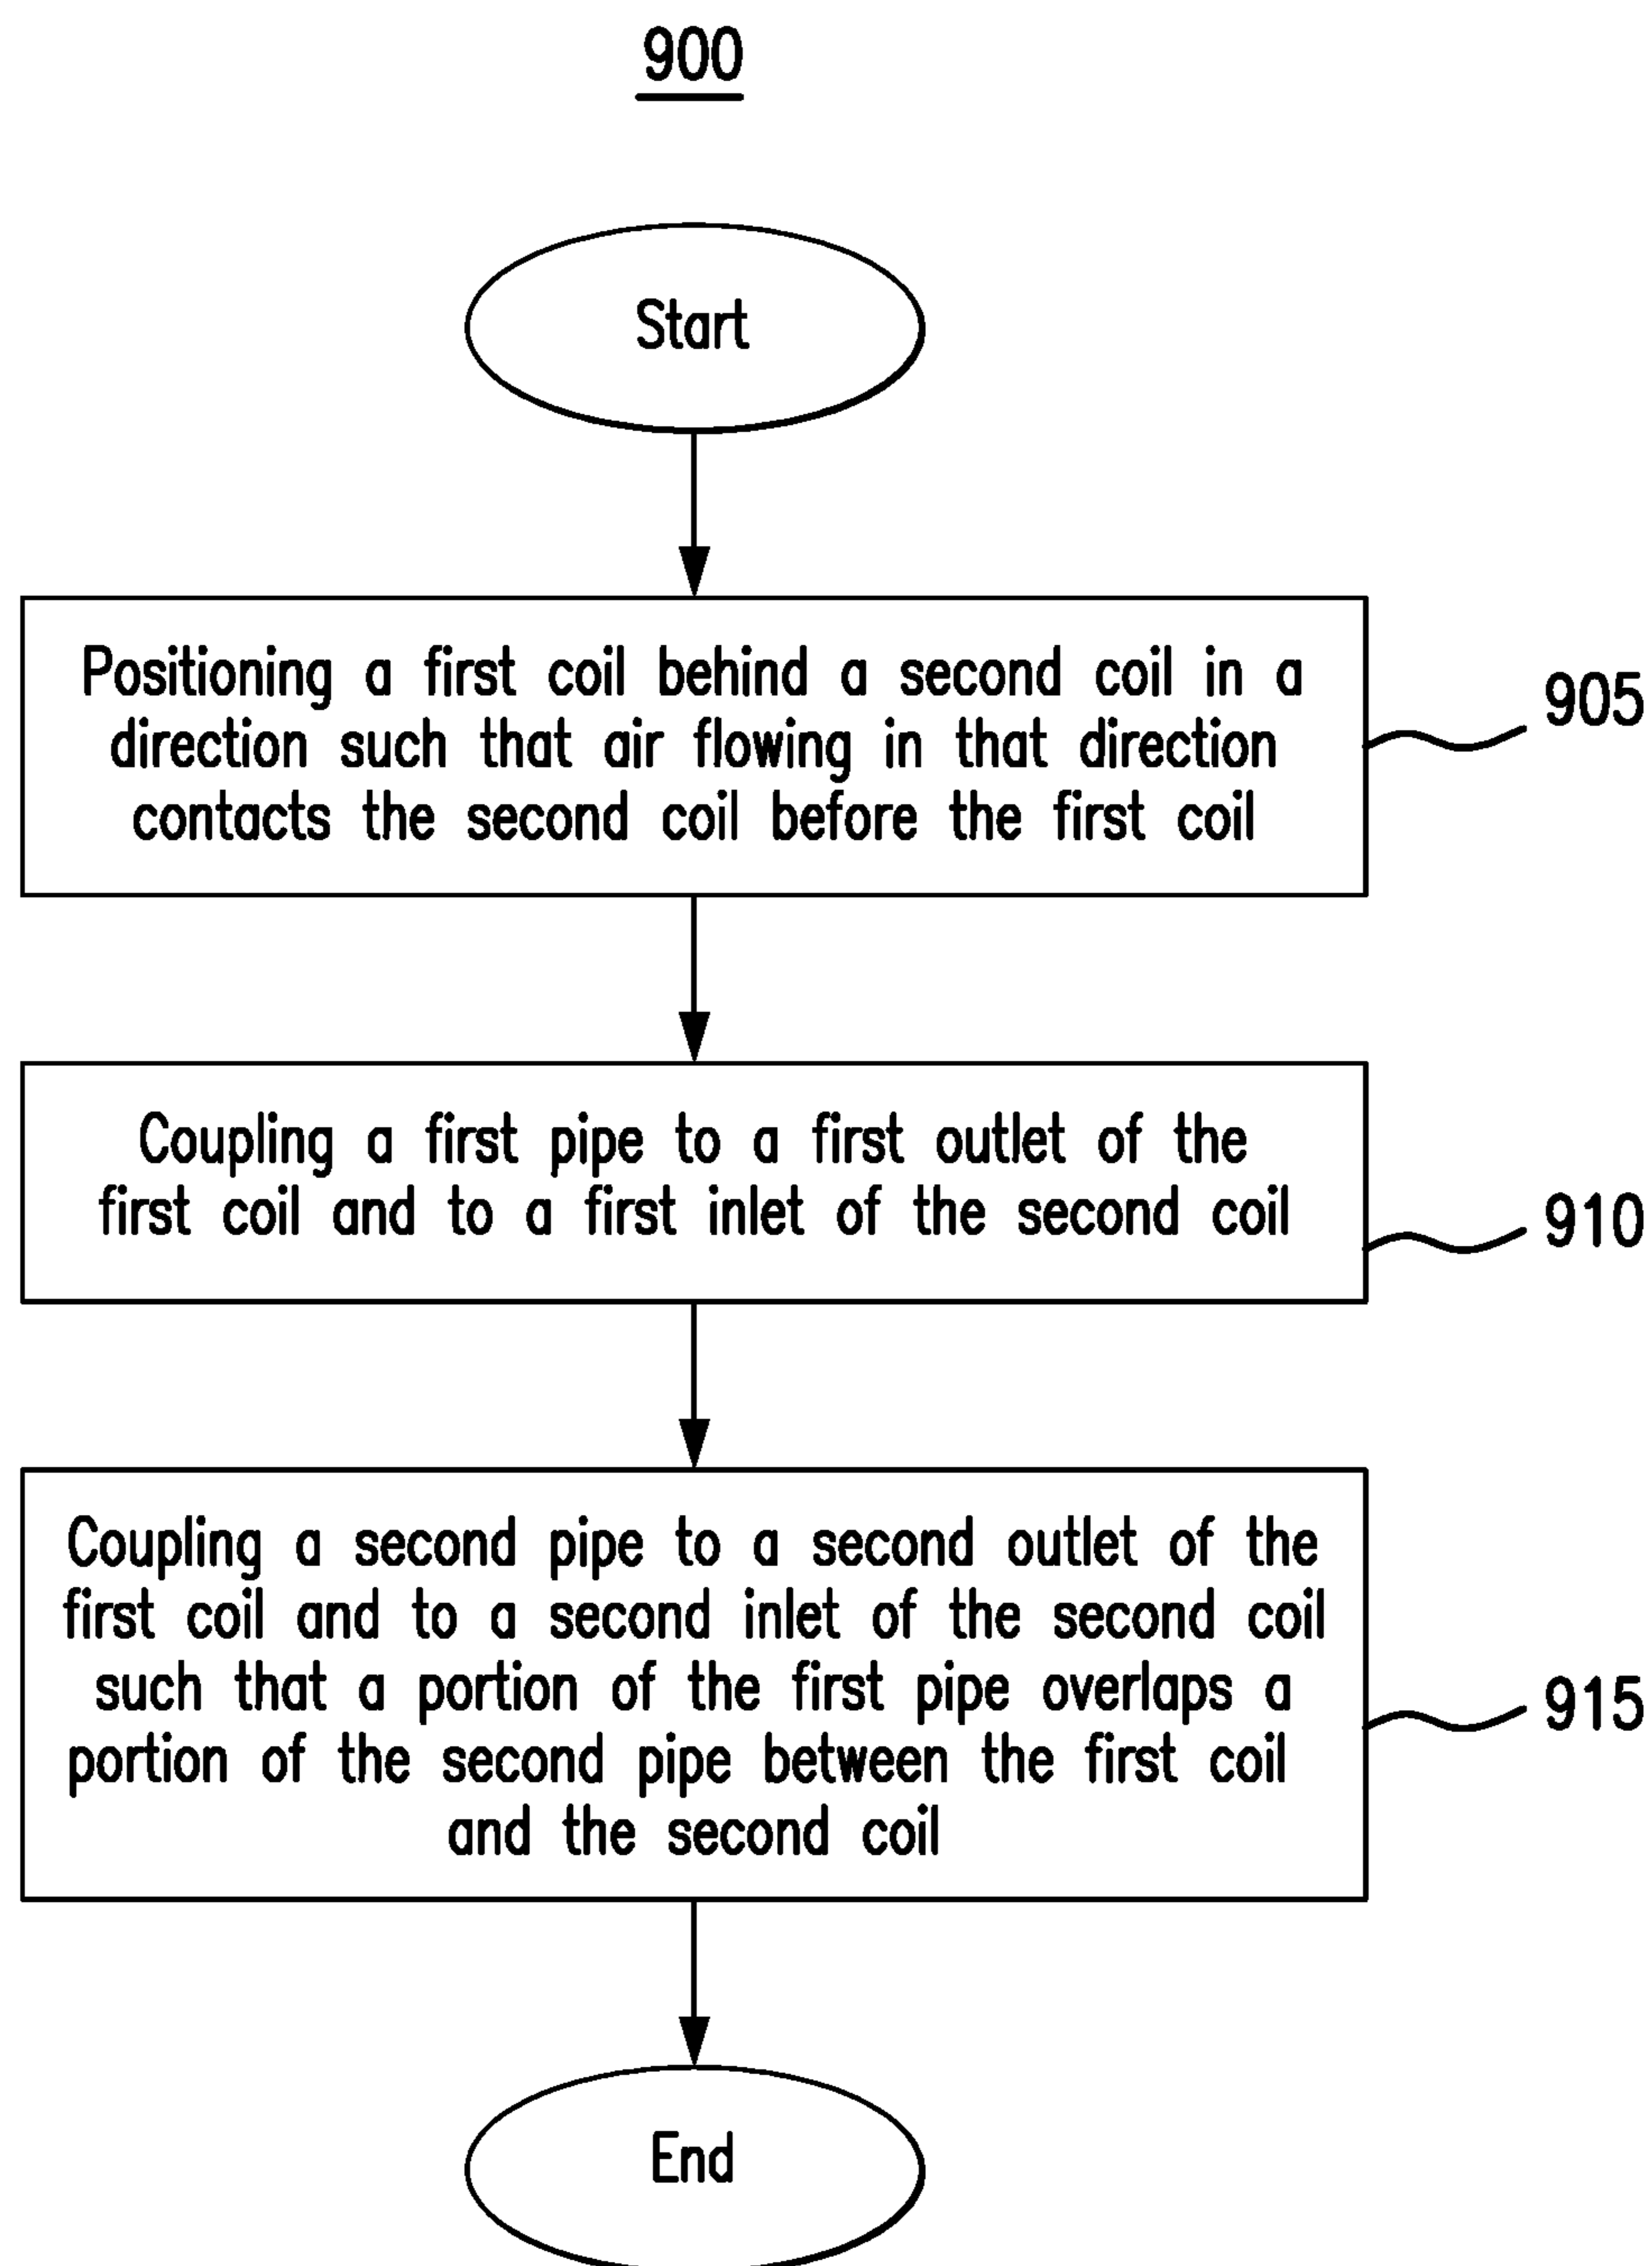 900
Start
Positioning a first coil behind a second coil in a
direction such that air flowing in that direction
contacts the second coil before the first coil
905
Coupling a first pipe to a first outlet of the
first coil and to a first inlet of the second coil
910
Coupling a second pipe to a second outlet of the
first coil and to a second inlet of the second coil
such that a portion of the first pipe overlaps a
portion of the second pipe between the first coil
and the second coil
915
End